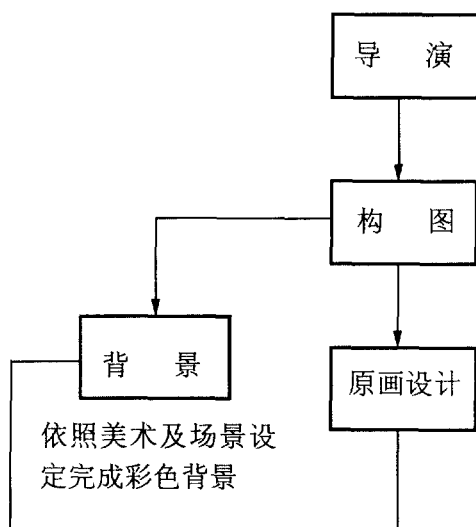 导 演
构 图
背 景
原画设计
依照美术及场景设
定完成彩色背景